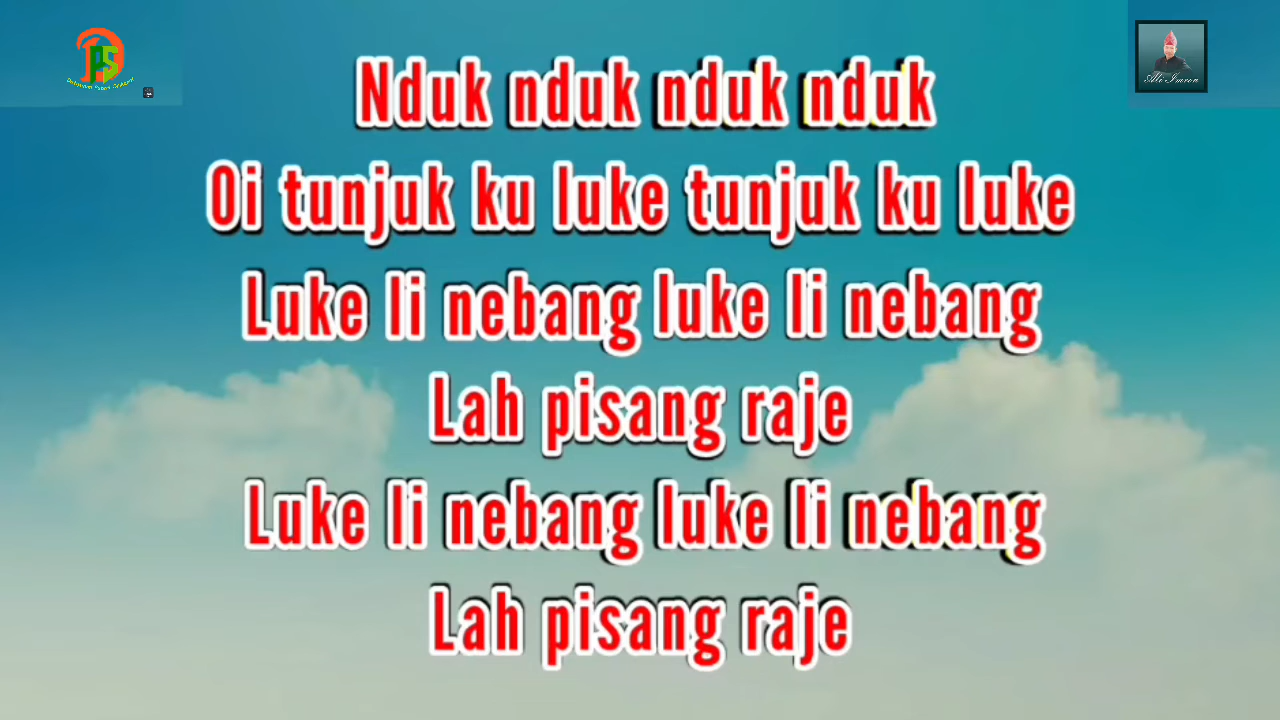 Nduk nduk nduk nduk
Oi tunjuk ku luke tunjuk ku luke
Luke li nebang luke li nebang
Lah pisang raje
Luke li nebang luke li nebang
Lah pisang raje